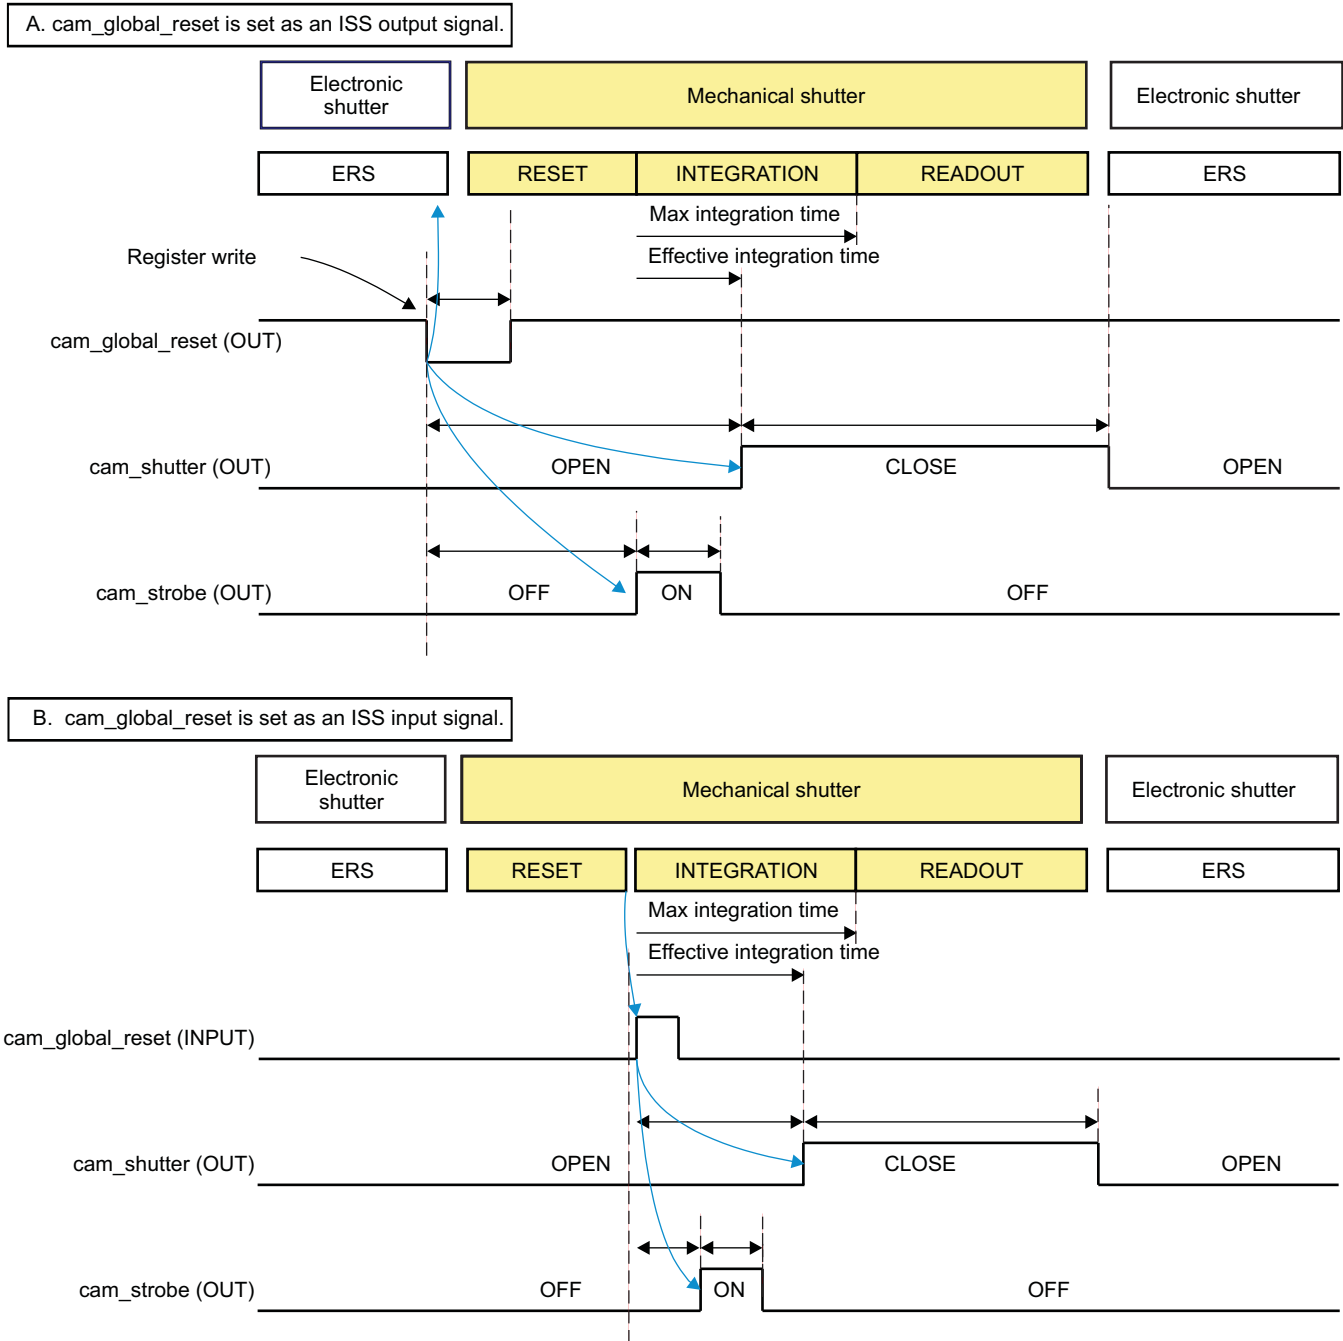 A. cam_global_reset is set as an ISS output signal.
Electronic
shutter
Mechanical shutter
Electronic shutter
ERS
RESET
INTEGRATION
READOUT
ERS
Max integration time
Register write
Effective integration time
cam_global_reset (OUT)
cam_shutter (OUT)
OPEN
CLOSE
OPEN
cam_strobe (OUT)
OFF
ON
OFF
B. cam_global_reset is set as an ISS input signal.
Electronic
shutter
Mechanical shutter
Electronic shutter
ERS
RESET
INTEGRATION
READOUT
ERS
Max integration time
Effective integration time
cam_global_reset (INPUT)
cam_shutter (OUT)
OPEN
CLOSE
OPEN
cam_strobe (OUT)
OFF
ON
OFF